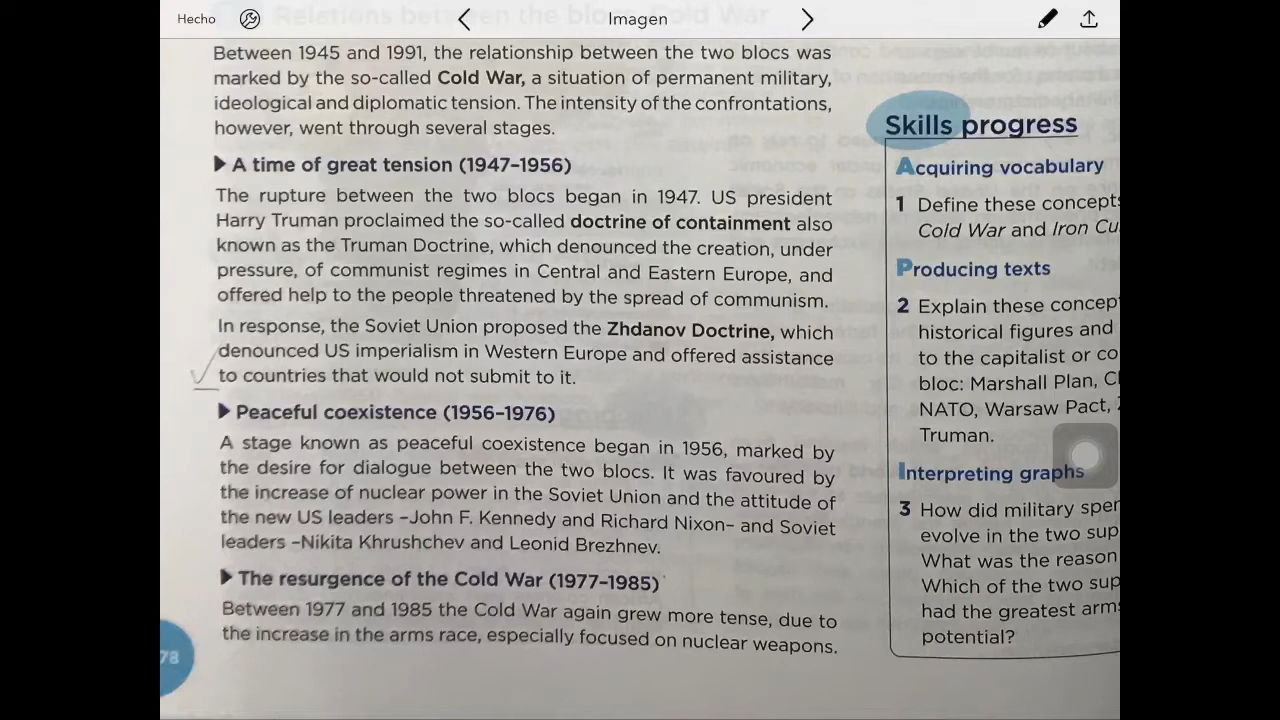 Hecho
Imagen
Relations between the blocs. Cold War
Between 1945 and 1991, the relationship between the two blocs was
marked by the so-called Cold War, a situation of permanent military,
ideological and diplomatic tension. The intensity of the confrontations,
however, went through several stages.
A time of great tension (1947–1956)
The rupture between the two blocs began in 1947. US president
Harry Truman proclaimed the so-called doctrine of containment also
known as the Truman Doctrine, which denounced the creation, under
pressure, of communist regimes in Central and Eastern Europe, and
offered help to the people threatened by the spread of communism.
In response, the Soviet Union proposed the Zhdanov Doctrine, which
denounced US imperialism in Western Europe and offered assistance
to countries that would not submit to it.
Peaceful coexistence (1956–1976)
A stage known as peaceful coexistence began in 1956, marked by
the desire for dialogue between the two blocs. It was favoured by
the increase of nuclear power in the Soviet Union and the attitude of
the new US leaders –John F. Kennedy and Richard Nixon– and Soviet
leaders –Nikita Khrushchev and Leonid Brezhnev.
The resurgence of the Cold War (1977–1985)
Between 1977 and 1985 the Cold War again grew more tense, due to
the increase in the arms race, especially focused on nuclear weapons.
78
Skills progress
Acquiring vocabulary
1 Define these concepts
Cold War and Iron Cu
Producing texts
2 Explain these concep
historical figures and
to the capitalist or co
bloc: Marshall Plan, C
NATO, Warsaw Pact,
Truman.
Interpreting graphs
3 How did military spen
evolve in the two sup
What was the reason
Which of the two sup
had the greatest arms
potential?